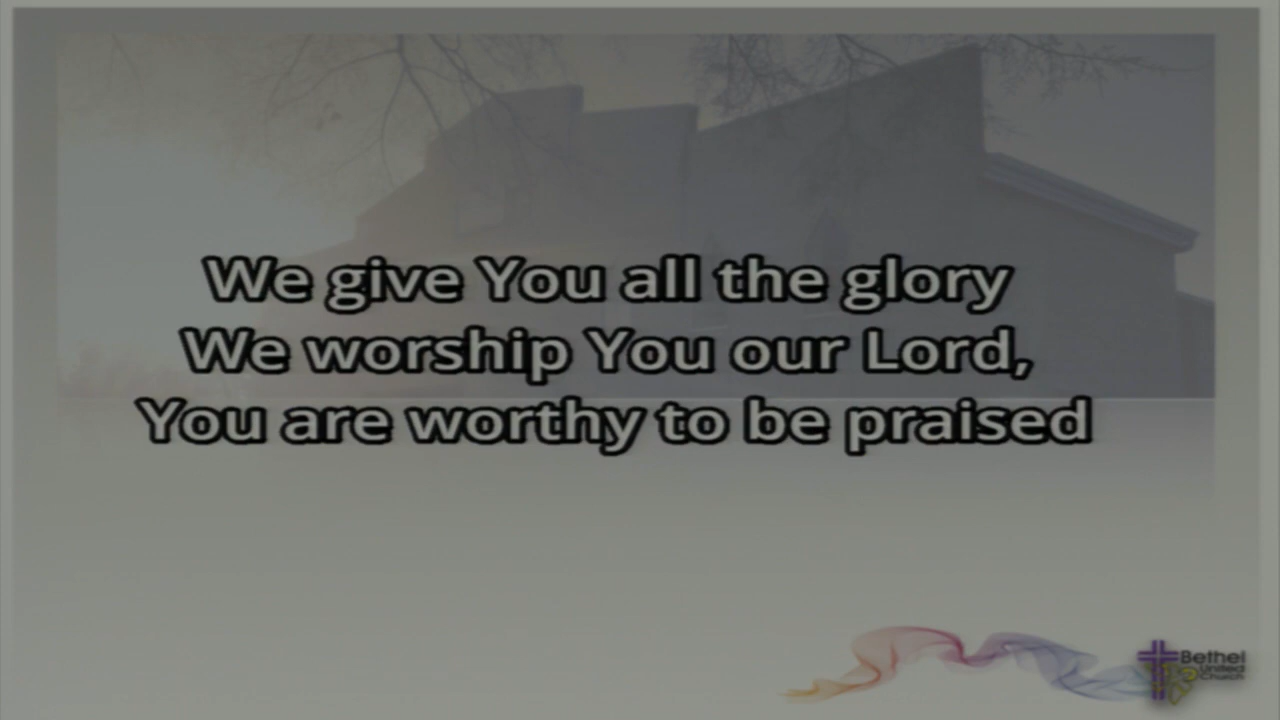 We give You all the glory
We worship You our Lord,
You are worthy to be praised
Bethel
United
Church